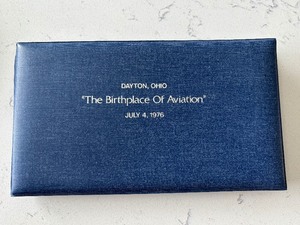 DAYTON, OHIO
"The Birthplace Of Aviation"
JULY 4, 1976